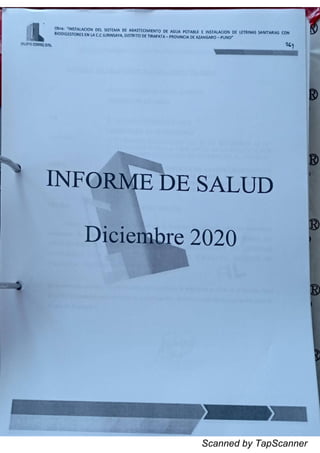 Obra: "INSTALACION DEL SISTEMA DE ABASTECIMIENTO DE AGUA POTABLE E INSTALACION DE LETRINAS SANITARIAS CON
BIODIGESTORES EN LA C.C ILLIMNSAYA, DISTRITO DE TIRAPATA – PROVINCIA DE AZANGARO – PUNO"
INFORME DE SALUD
Diciembre 2020
Scanned by TapScanner